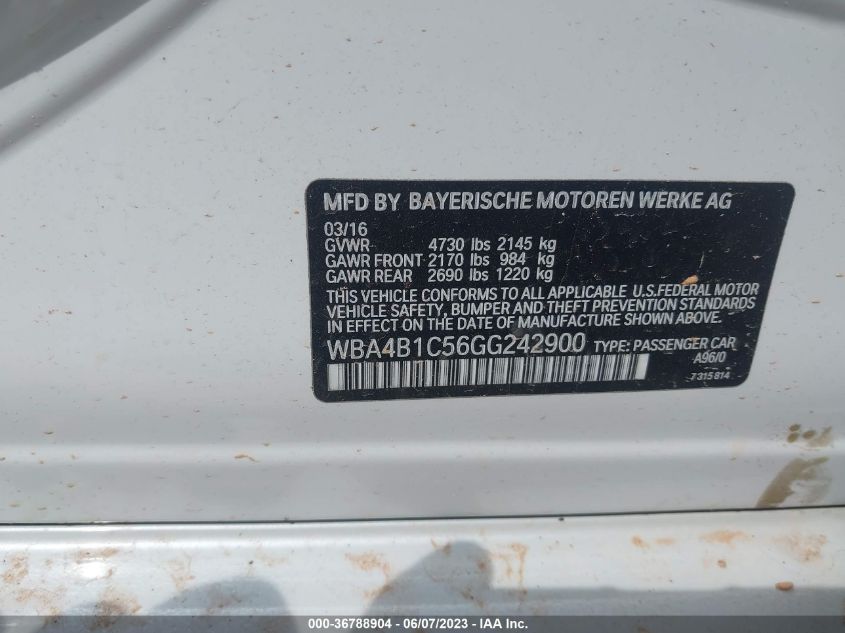 MFD BY BAYERISCHE MOTOREN WERKE AG
03/16
GVWR 4730 lbs 2145 kg
GAWR FRONT 2170 lbs 984 kg
GAWR REAR 2690 lbs 1220 kg
THIS VEHICLE CONFORMS TO ALL APPLICABLE U.S.FEDERAL MOTOR
VEHICLE SAFETY, BUMPER AND THEFT PREVENTION STANDARDS
IN EFFECT ON THE DATE OF MANUFACTURE SHOWN ABOVE.
WBA4B1C56GG242900 TYPE: PASSENGER CAR
A96/0
7315814
000-36788904 - 06/07/2023 - IAA Inc.